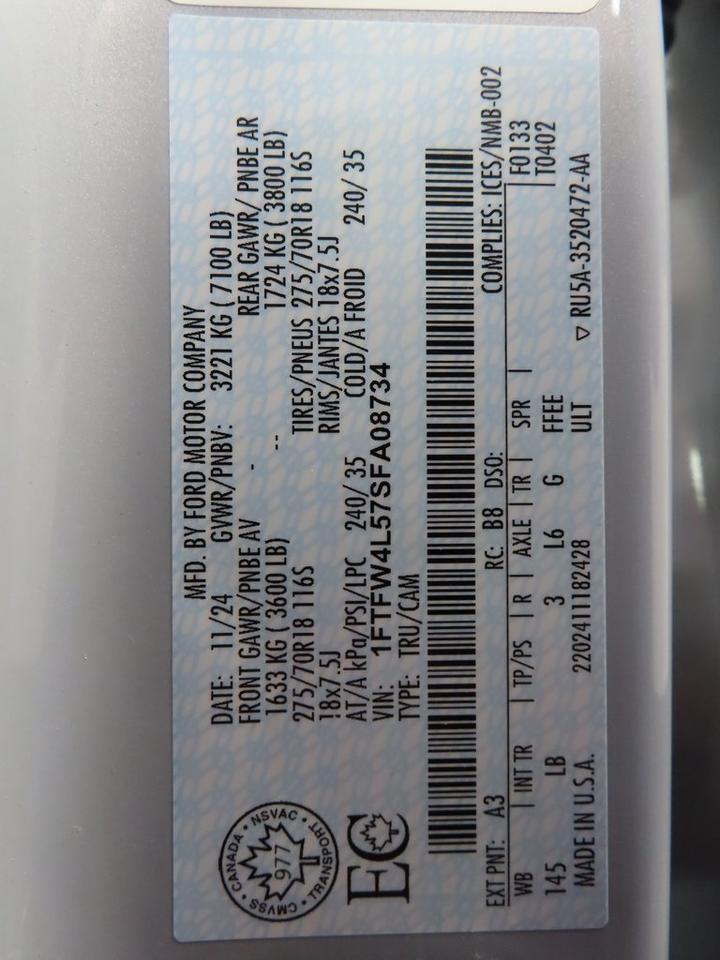 MFD. BY FORD MOTOR COMPANY
DATE: 11/24 GVWR/PNBV: 3221 KG ( 7100 LB)
FRONT GAWR/PNBE AV - REAR GAWR/ PNBE AR
1633 KG ( 3600 LB) -- 1724 KG ( 3800 LB)
275/70R18 116S TIRES/PNEUS 275/70R18 116S
18x7.5J RIMS/JANTES 18x7.5J
AT/A kPa/PSI/LPC 240/ 35 COLD/A FROID 240/ 35
VIN: 1FTFW4L57SFA08734
TYPE: TRU/CAM
CANADA • NSVAC • TRANSPORT • CMVSS •
977
EC
COMPLIES: ICES/NMB-002
EXT PNT: A3 RC: B8 DSO: F0133
WB | INT TR | TP/PS | R | AXLE | TR | SPR | T0402
145 LB 3 L6 G FFEE
MADE IN U.S.A. 2202411182428 ULT ▽ RU5A-3520472-AA